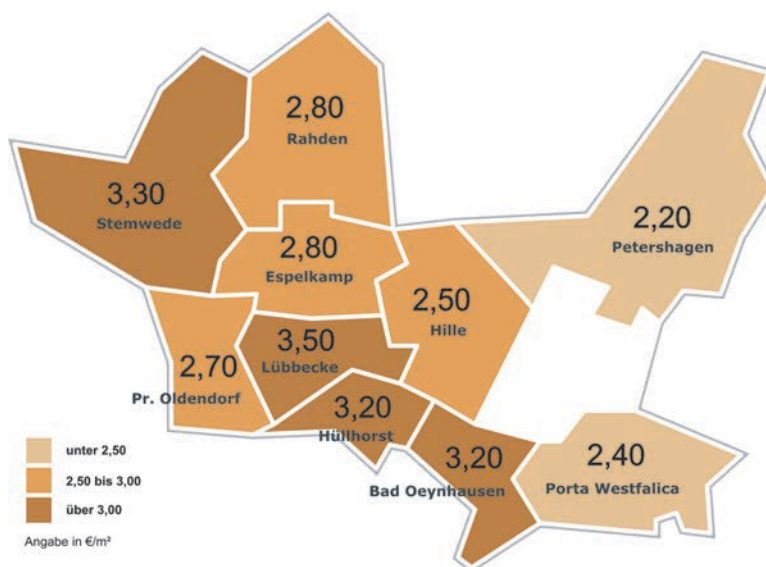 2,80
Rahden
3,30
Stemwede
2,20
Petershagen
2,80
Espelkamp
2,50
Hille
3,50
Lübbecke
2,70
Pr. Oldendorf
3,20
Hüllhorst
3,20
Bad Oeynhausen
2,40
Porta Westfalica
unter 2,50
2,50 bis 3,00
über 3,00
Angabe in €/m²